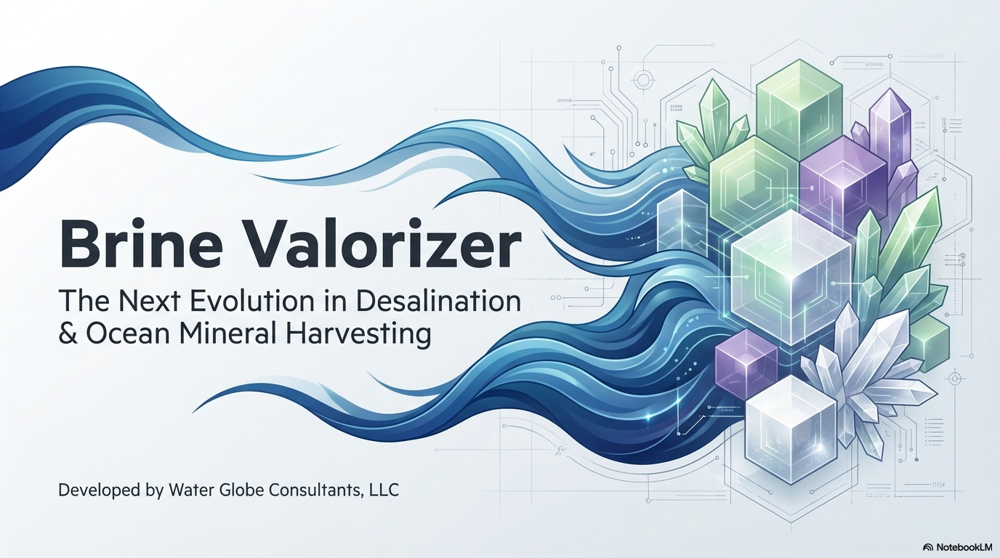 Brine Valorizer
The Next Evolution in Desalination
& Ocean Mineral Harvesting
Developed by Water Globe Consultants, LLC
NotebookLM